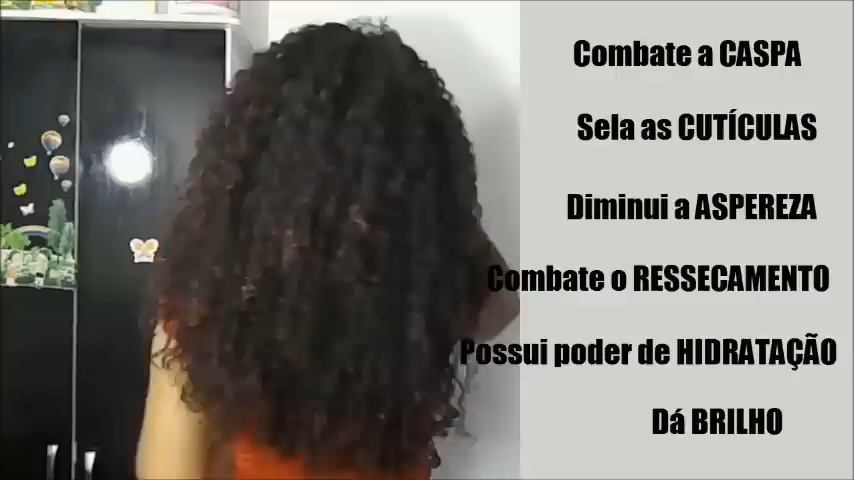 Combate a CASPA
Sela as CUTÍCULAS
Diminui a ASPEREZA
Combate o RESSECAMENTO
Possui poder de HIDRATAÇÃO
Dá BRILHO